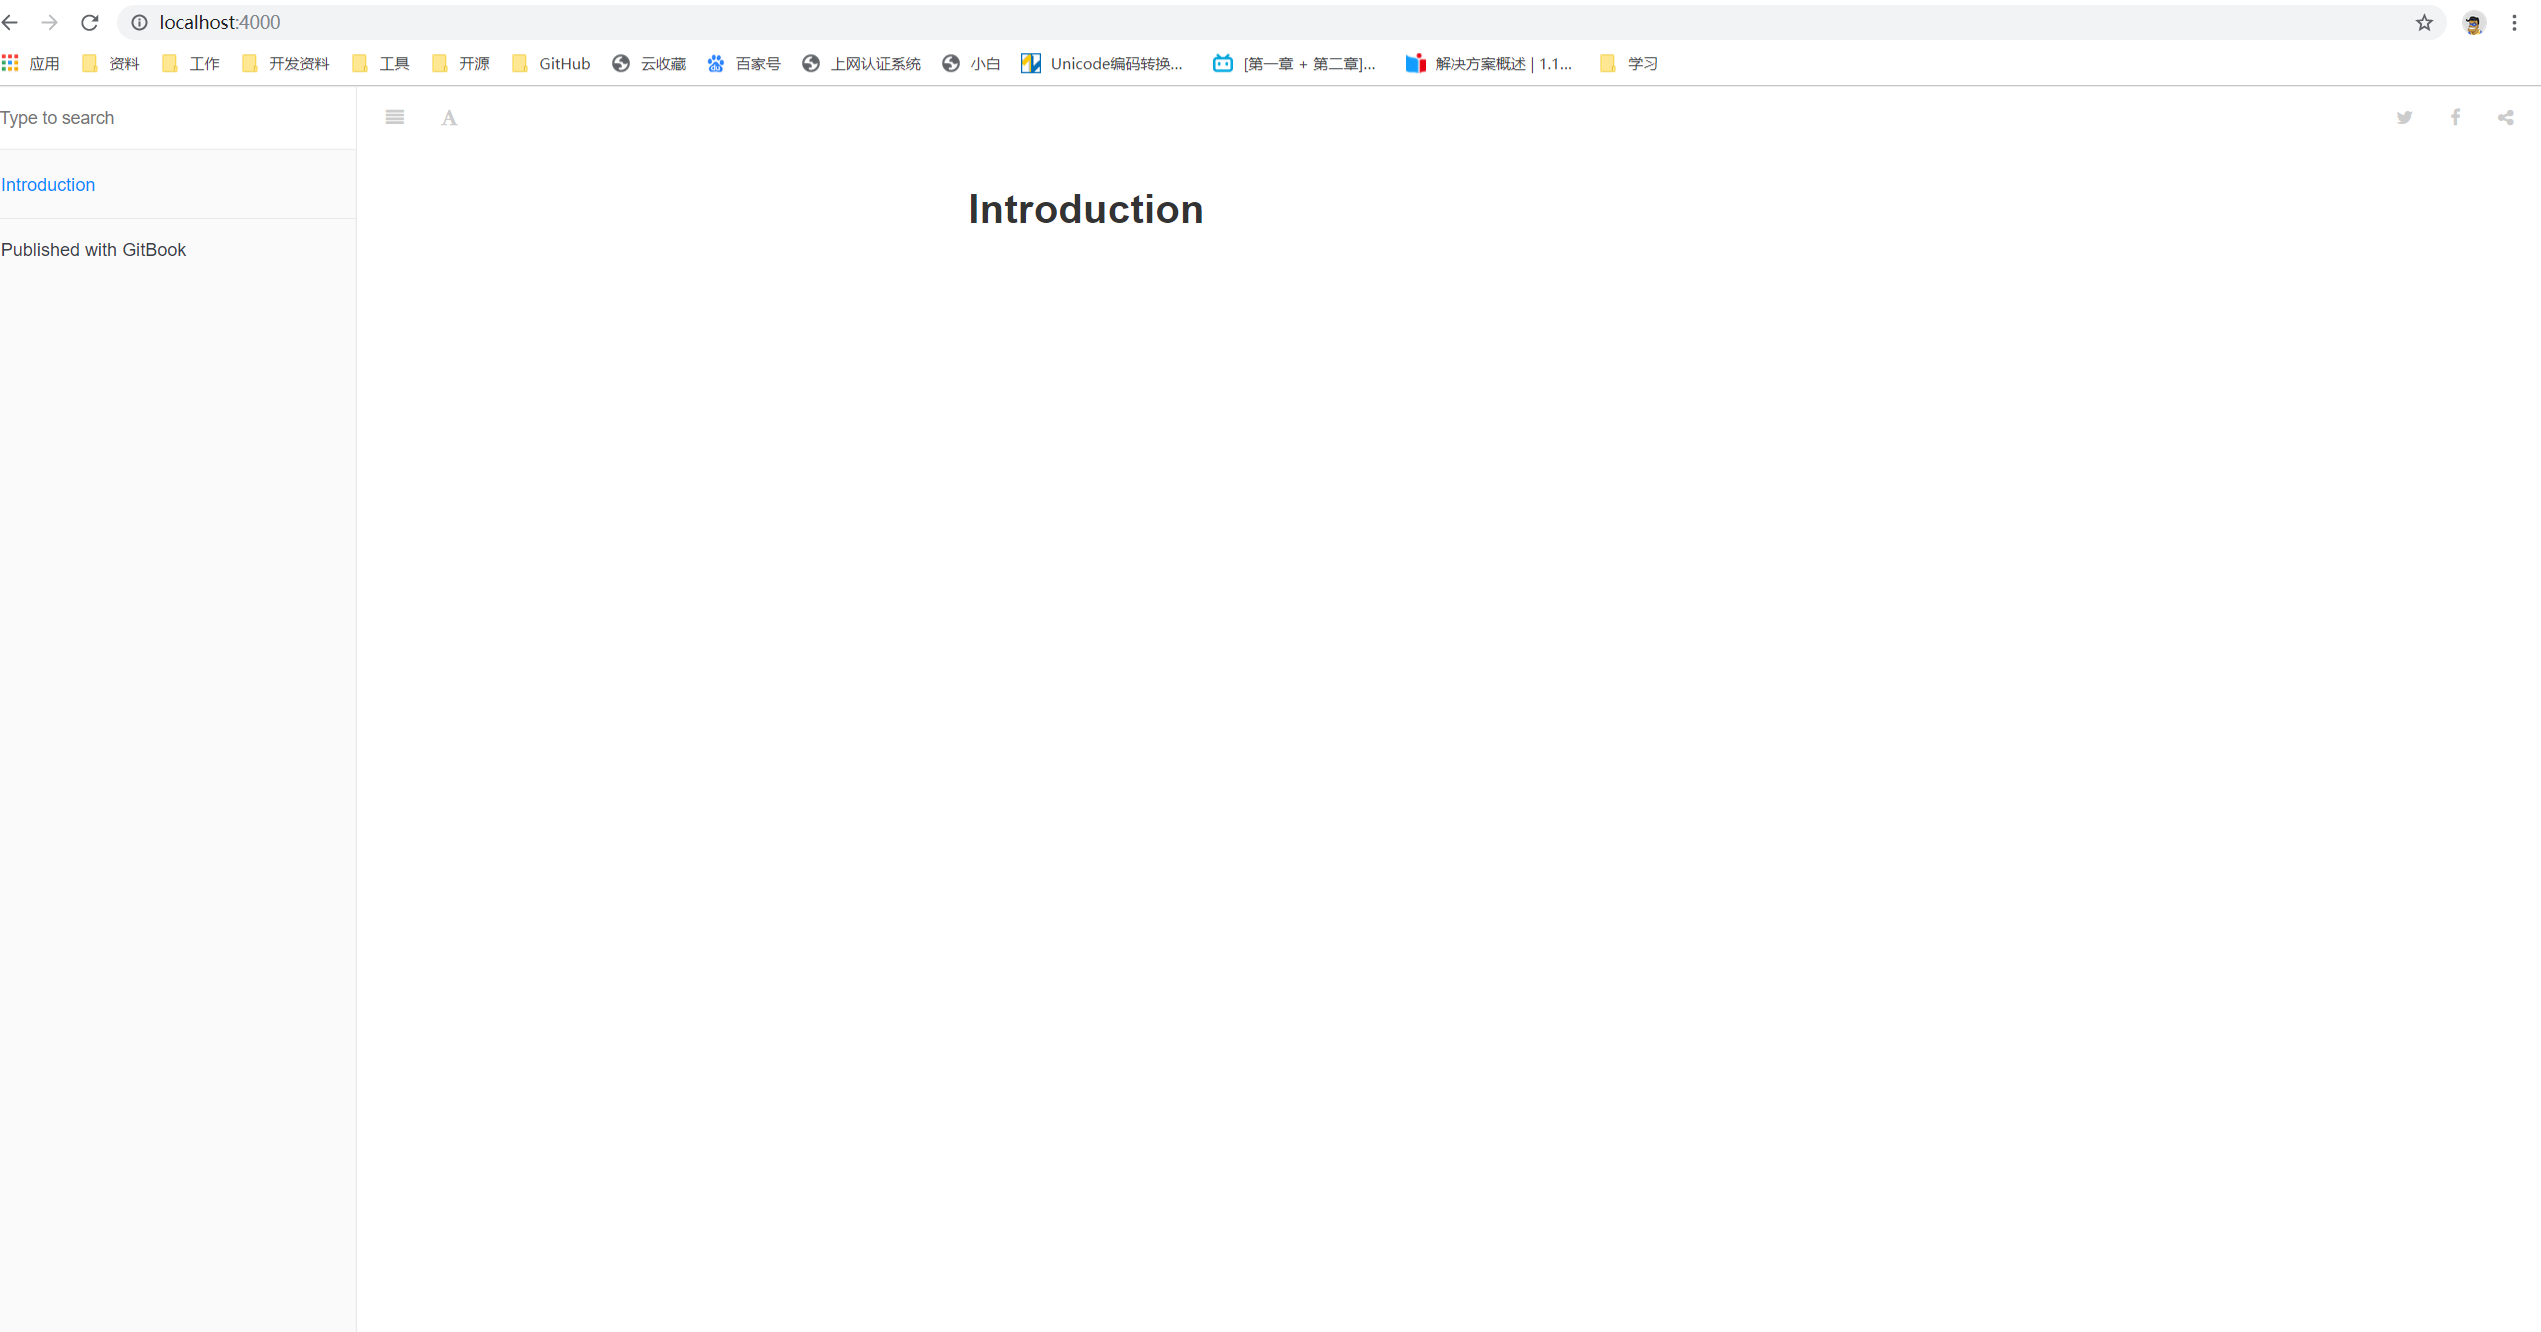 localhost:4000
应用 资料 工作 开发资料 工具 开源 GitHub 云收藏 百家号 上网认证系统 小白 Unicode编码转换... [第一章 + 第二章]... 解决方案概述 | 1.1... 学习
Type to search
A
Introduction
Introduction
Published with GitBook